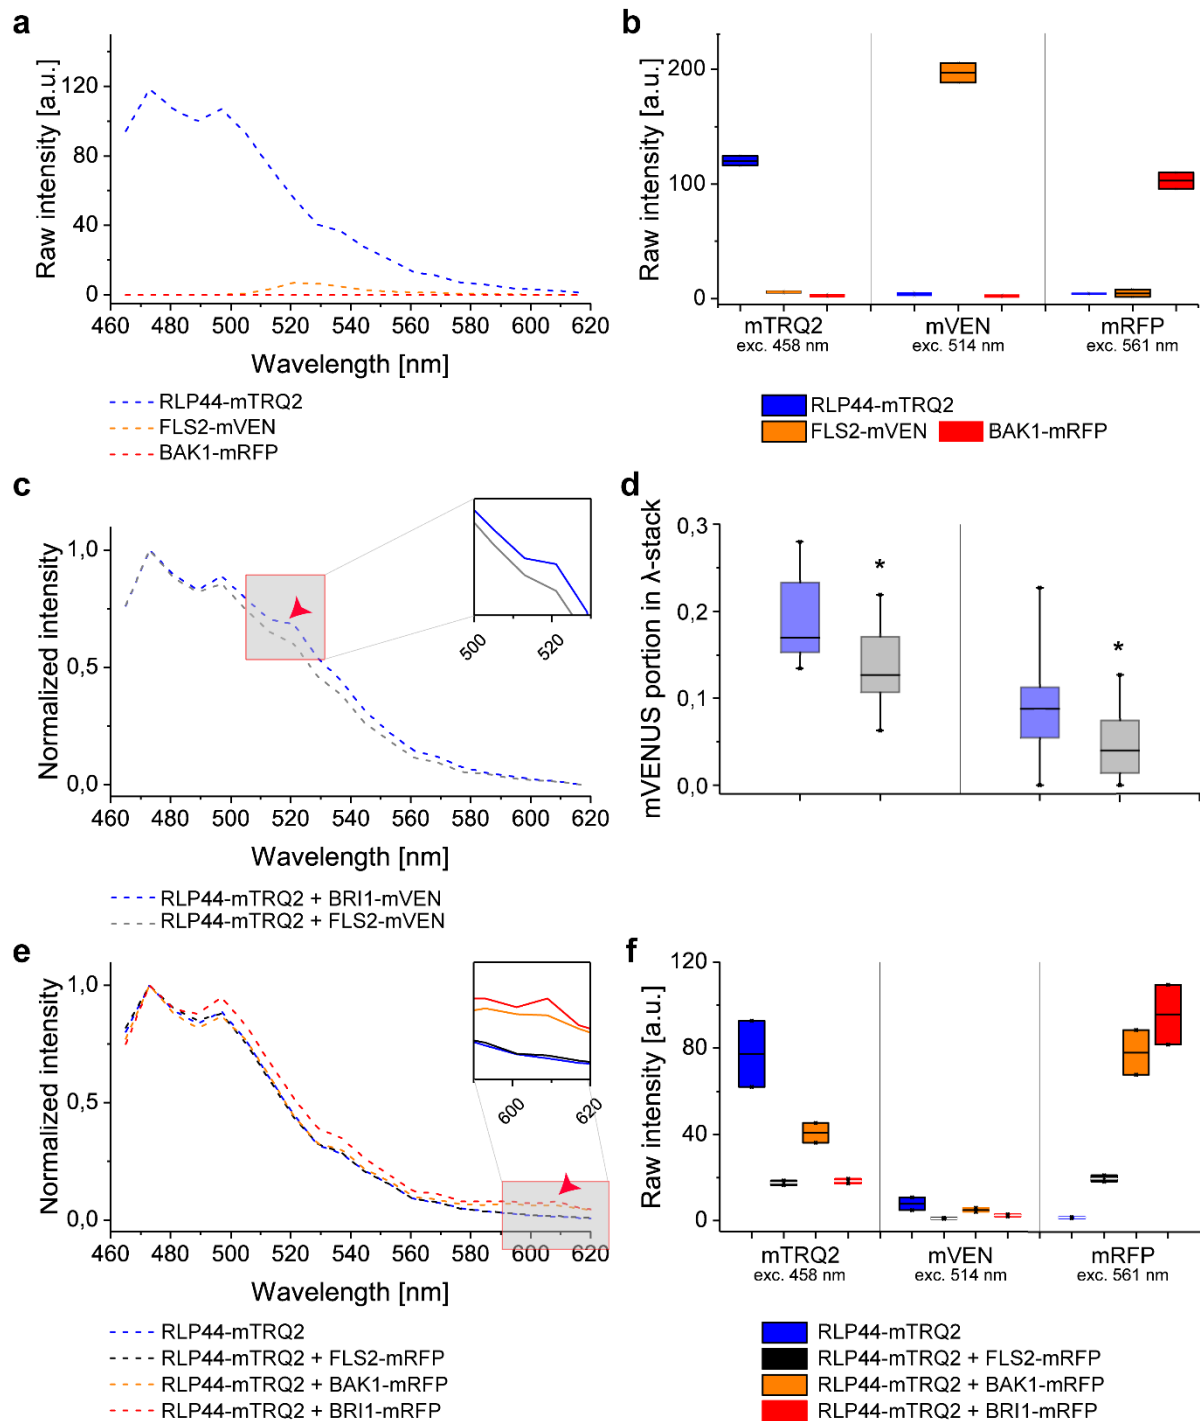 a
Raw intensity [a.u.]
120
80
40
0
460 480 500 520 540 560 580 600 620
Wavelength [nm]
RLP44-mTRQ2
FLS2-mVEN
BAK1-mRFP
b
Raw intensity [a.u.]
200
100
0
mTRQ2 mVEN mRFP
exc. 458 nm exc. 514 nm exc. 561 nm
RLP44-mTRQ2
FLS2-mVEN BAK1-mRFP
c
Normalized intensity
1,0
0,5
0,0
500 520
460 480 500 520 540 560 580 600 620
Wavelength [nm]
RLP44-mTRQ2 + BRI1-mVEN
RLP44-mTRQ2 + FLS2-mVEN
d
mVENUS portion in λ-stack
0,3
0,2
0,1
0,0
* *
e
Normalized intensity
1,0
0,5
0,0
600 620
460 480 500 520 540 560 580 600 620
Wavelength [nm]
RLP44-mTRQ2
RLP44-mTRQ2 + FLS2-mRFP
RLP44-mTRQ2 + BAK1-mRFP
RLP44-mTRQ2 + BRI1-mRFP
f
Raw intensity [a.u.]
120
80
40
0
mTRQ2 mVEN mRFP
exc. 458 nm exc. 514 nm exc. 561 nm
RLP44-mTRQ2
RLP44-mTRQ2 + FLS2-mRFP
RLP44-mTRQ2 + BAK1-mRFP
RLP44-mTRQ2 + BRI1-mRFP